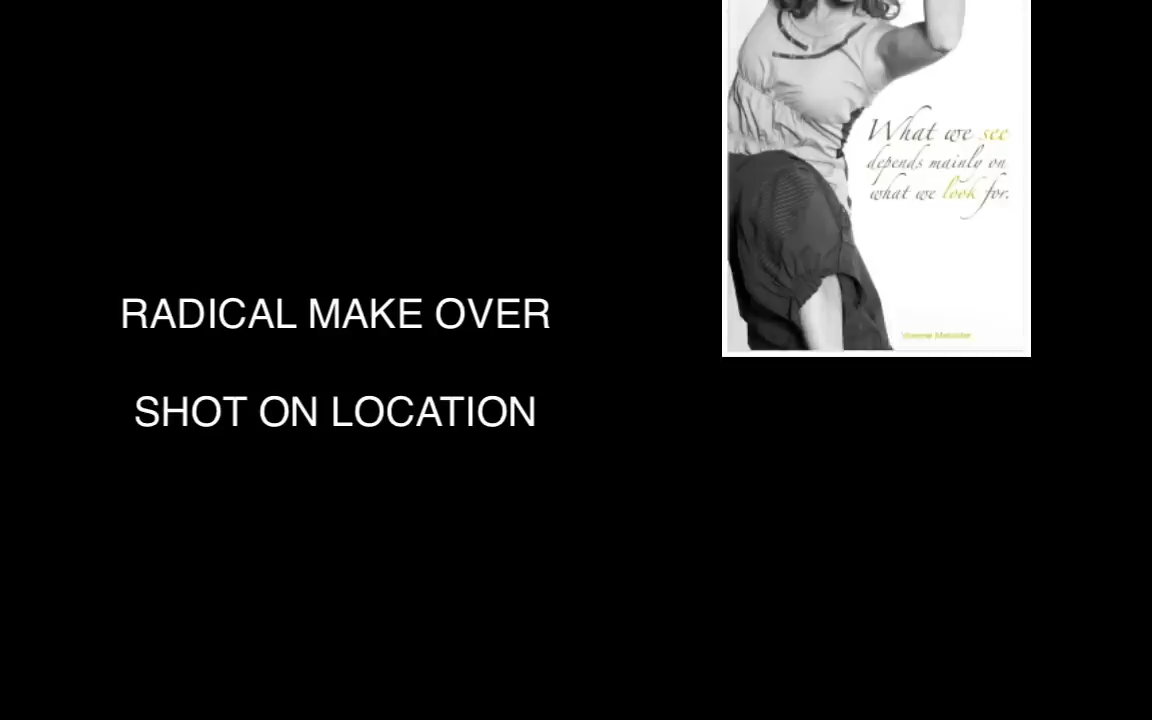 What we see
depends mainly on
what we look for.
RADICAL MAKE OVER
SHOT ON LOCATION